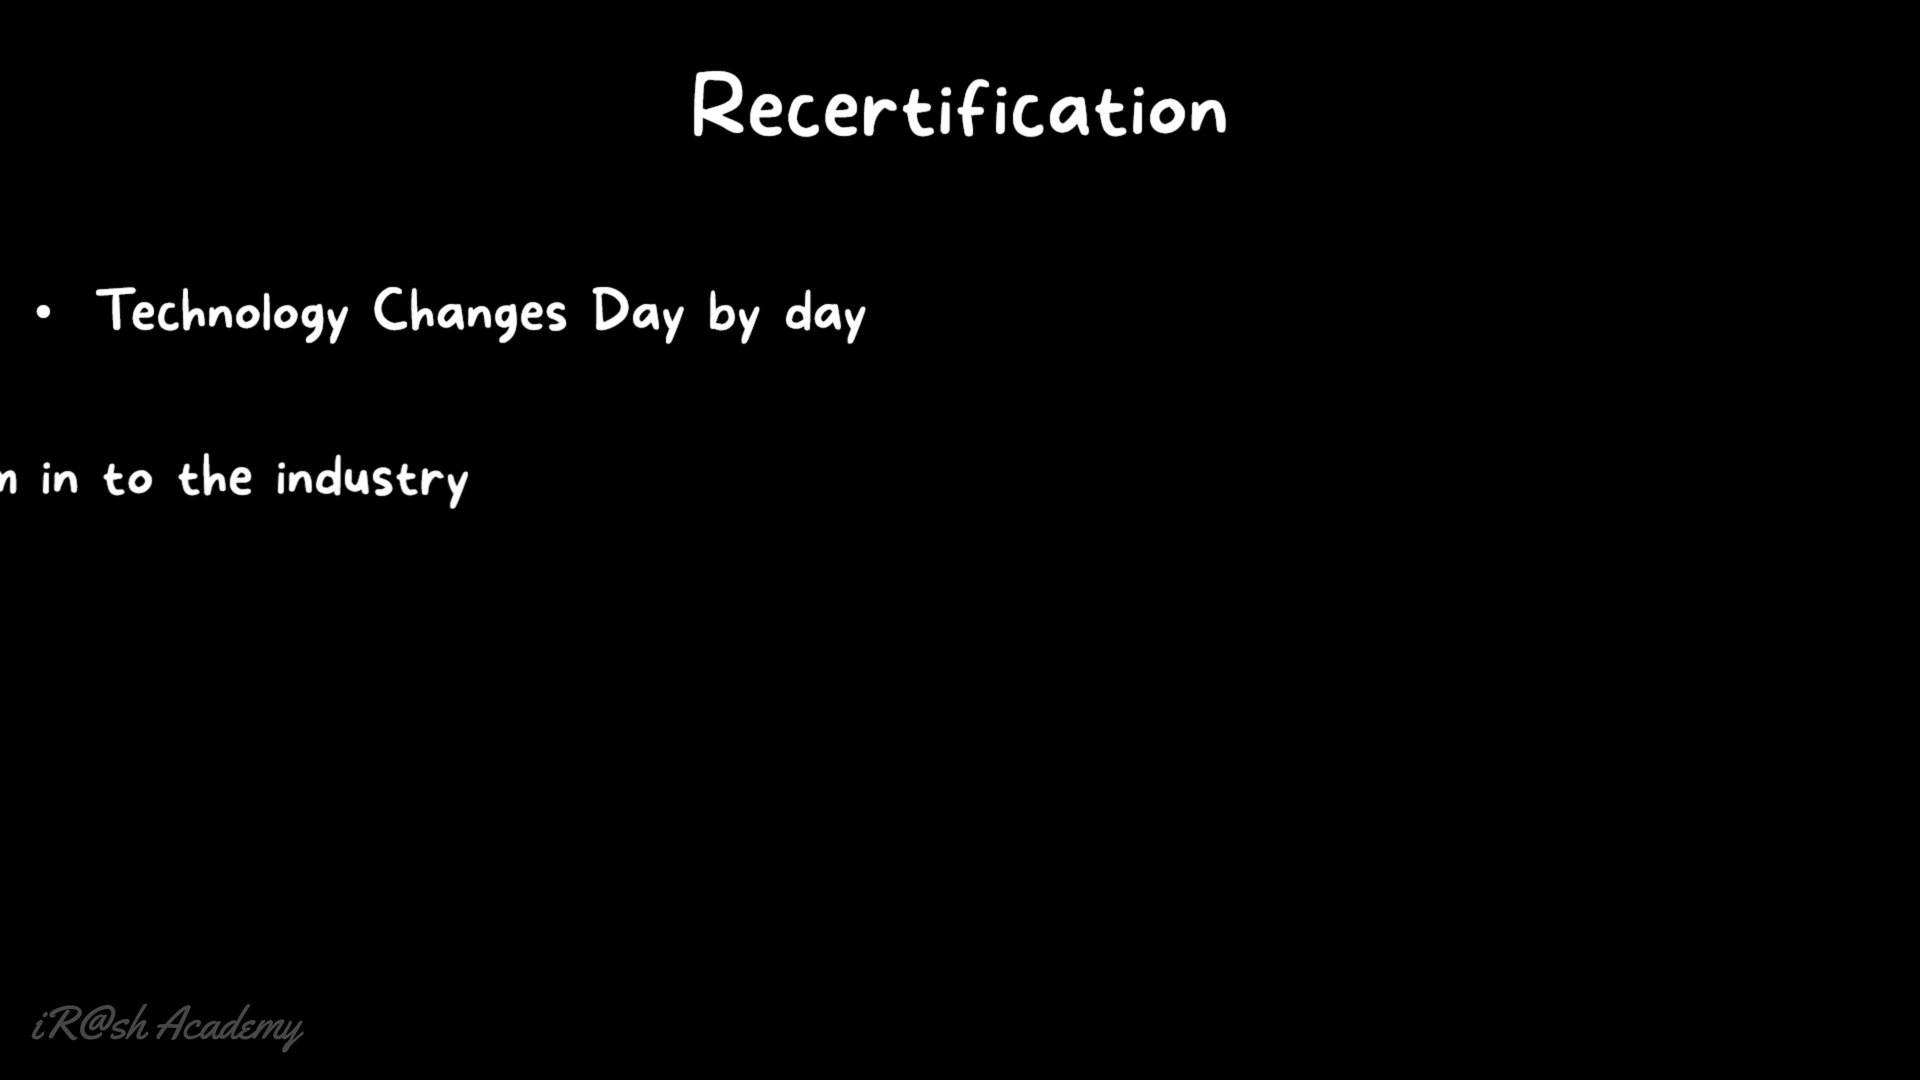 Recertification
• Technology Changes Day by day
in to the industry
iR@sh Academy